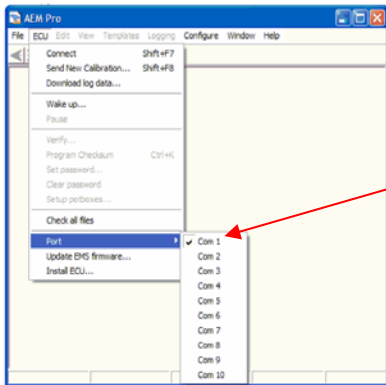 AEM Pro
File ECU Edit View Templates Logging Configure Window Help
Connect Shift+F7
Send New Calibration... Shift+F8
Download log data...
Wake up...
Pause
Verify...
Program Checksum Ctrl+K
Set password...
Clear password
Setup potboxes...
Check all files
Port
Update EMS firmware...
Install ECU...
Com 1
Com 2
Com 3
Com 4
Com 5
Com 6
Com 7
Com 8
Com 9
Com 10